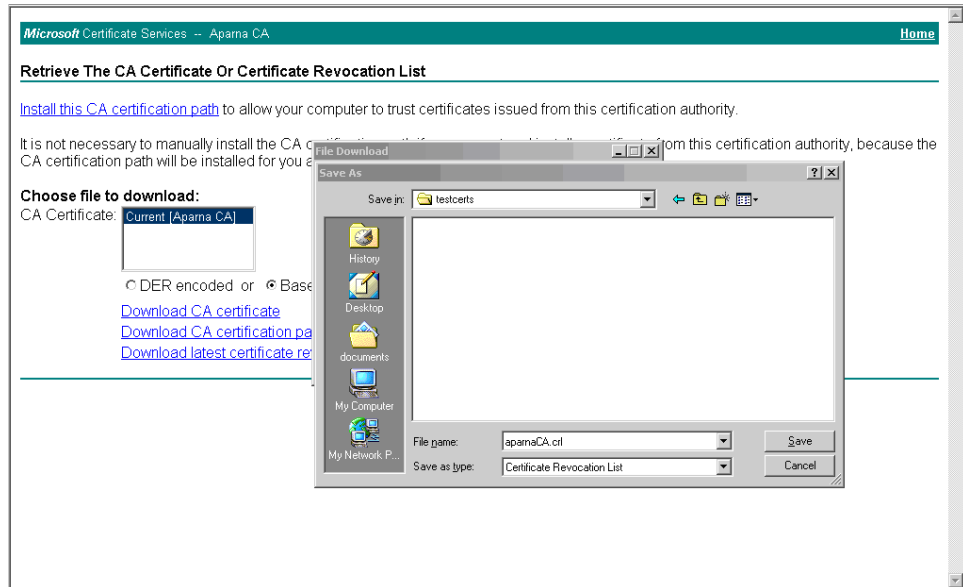 Microsoft Certificate Services -- Aparna CA
Home
Retrieve The CA Certificate Or Certificate Revocation List
Install this CA certification path to allow your computer to trust certificates issued from this certification authority.
It is not necessary to manually install the CA
from this certification authority, because the
CA certification path will be installed for you
File Download
Save As
Save in:
testcerts
Choose file to download:
CA Certificate:
Current [Aparna CA]
DER encoded or Base
Download CA certificate
Download CA certification pa
Download latest certificate re
History
Desktop
documents
My Computer
My Network P...
File name:
aparnaCA.crl
Save
Save as type:
Certificate Revocation List
Cancel